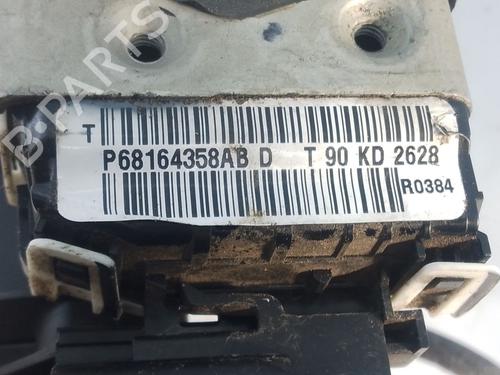 T
P68164358AB D T 90 KD 2628
R0384
B-PARTS